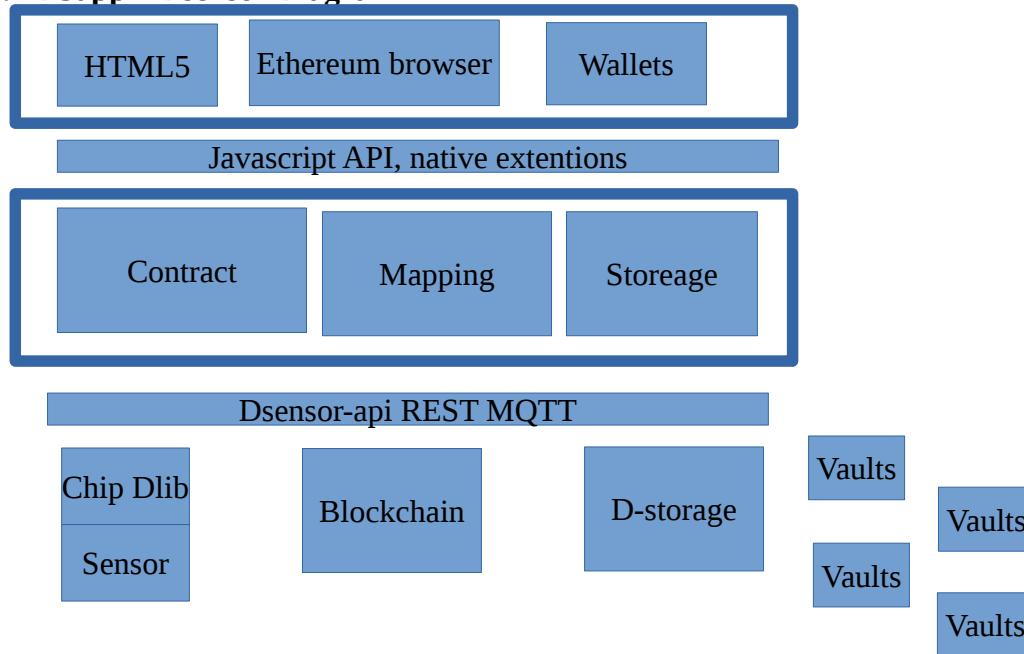 HTML5
Ethereum browser
Wallets
Javascript API, native extentions
Contract
Mapping
Storeage
Dsensor-api REST MQTT
Chip Dlib
Sensor
Blockchain
D-storage
Vaults
Vaults
Vaults
Vaults